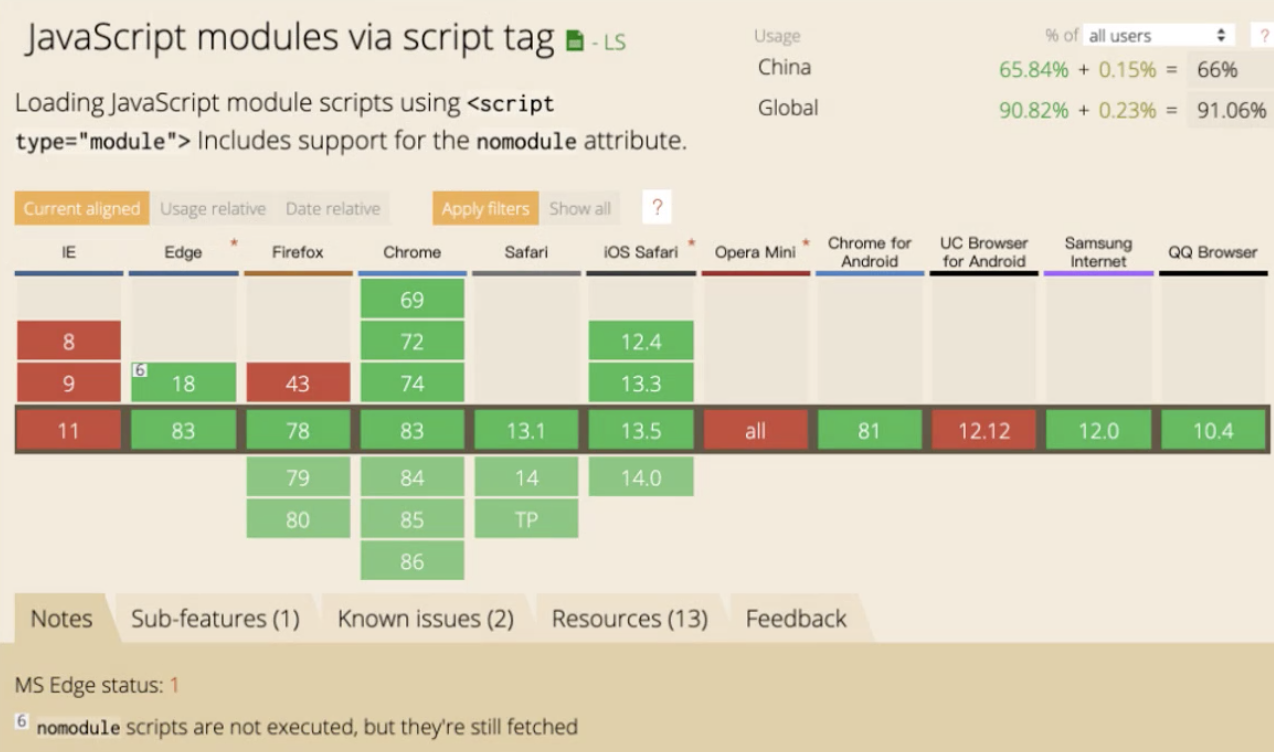 JavaScript modules via script tag - LS
Usage % of all users ?
China 65.84% + 0.15% = 66%
Global 90.82% + 0.23% = 91.06%
Loading JavaScript module scripts using <script
type="module"> Includes support for the nomodule attribute.
Current aligned Usage relative Date relative Apply filters Show all ?
IE Edge * Firefox Chrome Safari iOS Safari * Opera Mini * Chrome for Android UC Browser for Android Samsung Internet QQ Browser
69
8 72 12.4
9 6 18 43 74 13.3
11 83 78 83 13.1 13.5 all 81 12.12 12.0 10.4
79 84 14 14.0
80 85 TP
86
Notes Sub-features (1) Known issues (2) Resources (13) Feedback
MS Edge status: 1
6 nomodule scripts are not executed, but they're still fetched